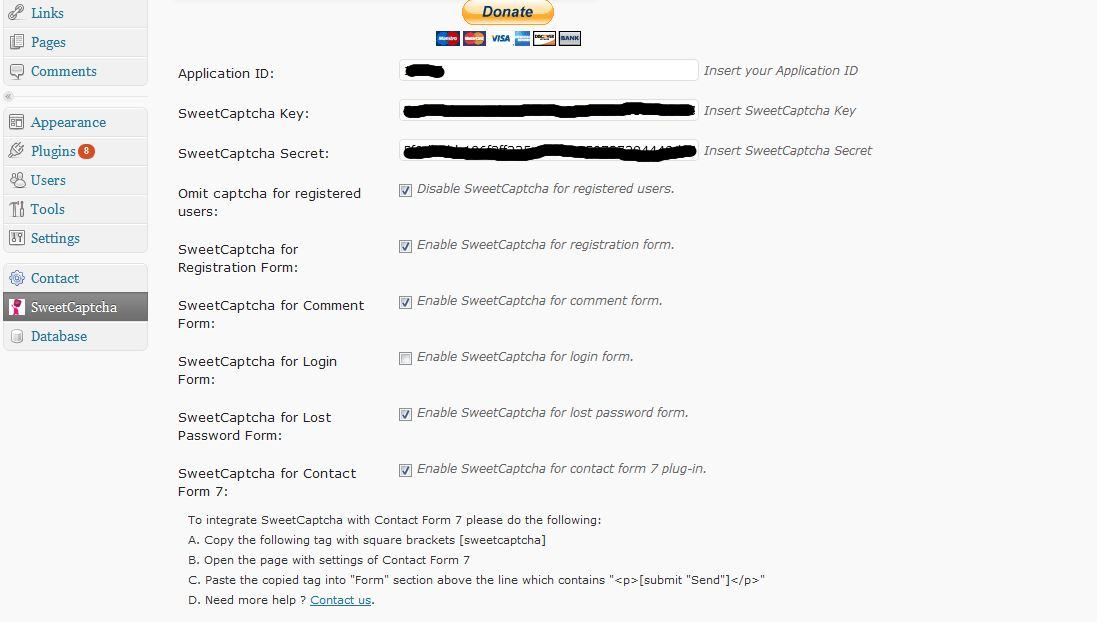 Links
Pages
Comments
Appearance
Plugins 8
Users
Tools
Settings
Contact
SweetCaptcha
Database
Donate
Maestro MasterCard VISA DISCOVER BANK
Application ID: Insert your Application ID
SweetCaptcha Key: Insert SweetCaptcha Key
SweetCaptcha Secret: Insert SweetCaptcha Secret
Omit captcha for registered
users:
Disable SweetCaptcha for registered users.
SweetCaptcha for
Registration Form:
Enable SweetCaptcha for registration form.
SweetCaptcha for Comment
Form:
Enable SweetCaptcha for comment form.
SweetCaptcha for Login
Form:
Enable SweetCaptcha for login form.
SweetCaptcha for Lost
Password Form:
Enable SweetCaptcha for lost password form.
SweetCaptcha for Contact
Form 7:
Enable SweetCaptcha for contact form 7 plug-in.
To integrate SweetCaptcha with Contact Form 7 please do the following:
A. Copy the following tag with square brackets [sweetcaptcha]
B. Open the page with settings of Contact Form 7
C. Paste the copied tag into "Form" section above the line which contains "<p>[submit "Send"]</p>"
D. Need more help ? Contact us.